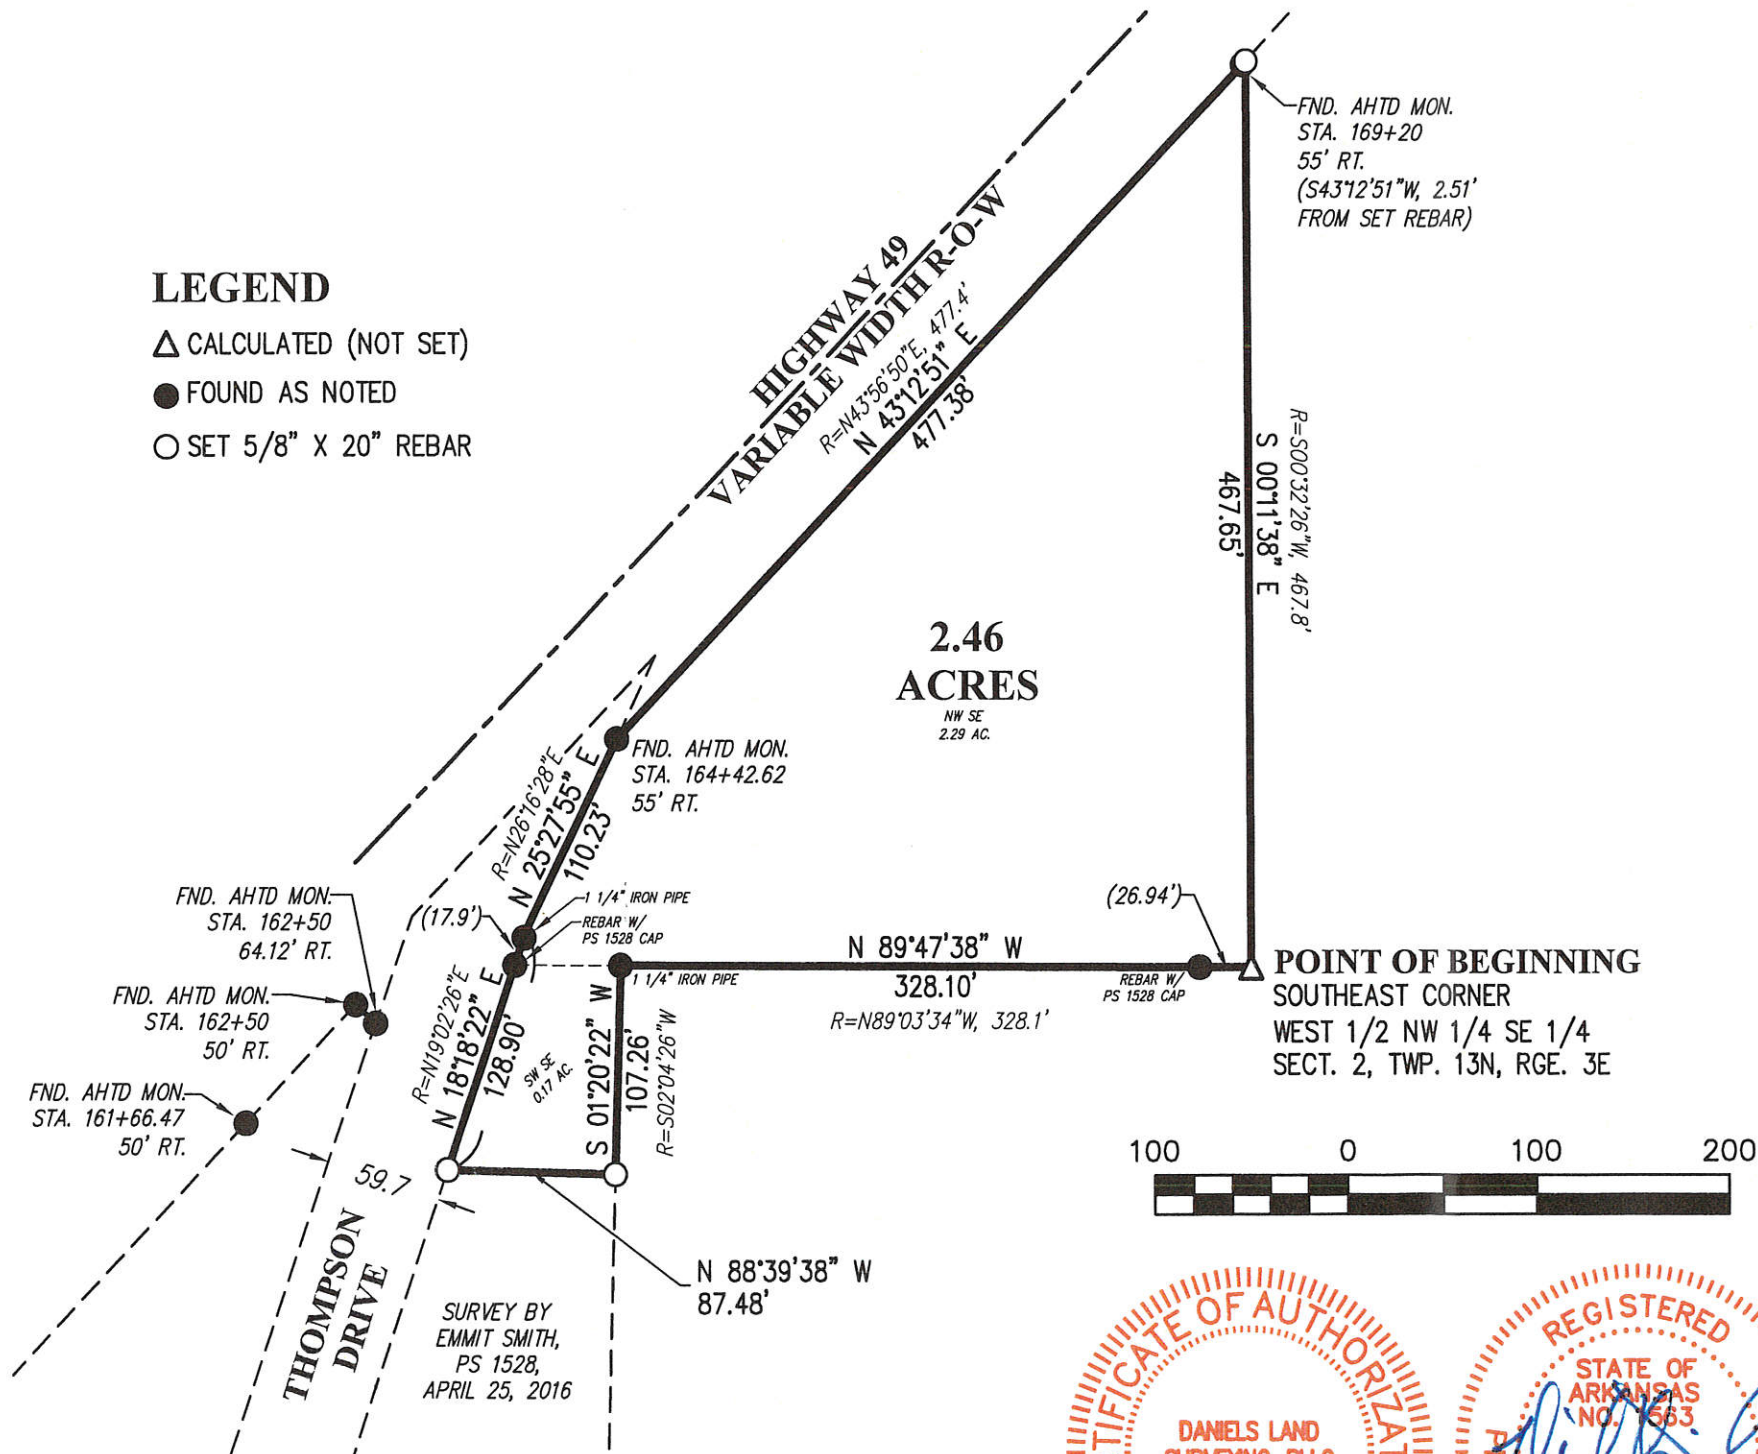 FND. AHTD MON.
STA. 169+20
55' RT.
(S43°12'51"W, 2.51'
FROM SET REBAR)
LEGEND
CALCULATED (NOT SET)
FOUND AS NOTED
SET 5/8" X 20" REBAR
HIGHWAY 49
VARIABLE WIDTH R-O-W
R=N43°56'50"E, 477.4'
N 43°12'51" E
477.38'
R=S00°32'26"W, 467.8'
S 00°11'38" E
467.65'
2.46
ACRES
NW SE
2.29 AC.
FND. AHTD MON.
STA. 164+42.62
55' RT.
R=N26°16'28"E
N 25°27'55" E
110.23'
FND. AHTD MON.
STA. 162+50
64.12' RT.
(17.9')
1 1/4" IRON PIPE
REBAR W/
PS 1528 CAP
(26.94')
N 89°47'38" W
328.10'
R=N89°03'34"W, 328.1'
1 1/4" IRON PIPE
REBAR W/
PS 1528 CAP
POINT OF BEGINNING
SOUTHEAST CORNER
WEST 1/2 NW 1/4 SE 1/4
SECT. 2, TWP. 13N, RGE. 3E
FND. AHTD MON.
STA. 162+50
50' RT.
FND. AHTD MON.
STA. 161+66.47
50' RT.
R=N19°02'26"E
N 18°18'22" E
128.90'
SW SE
0.17 AC.
S 01°20'22" W
107.26'
R=S02°04'26"W
59.7
100 0 100 200
THOMPSON
DRIVE
N 88°39'38" W
87.48'
SURVEY BY
EMMIT SMITH,
PS 1528,
APRIL 25, 2016
TIFICATE OF AUTHORIZAT
DANIELS LAND
REGISTERED
STATE OF
ARKANSAS
NO. 1563